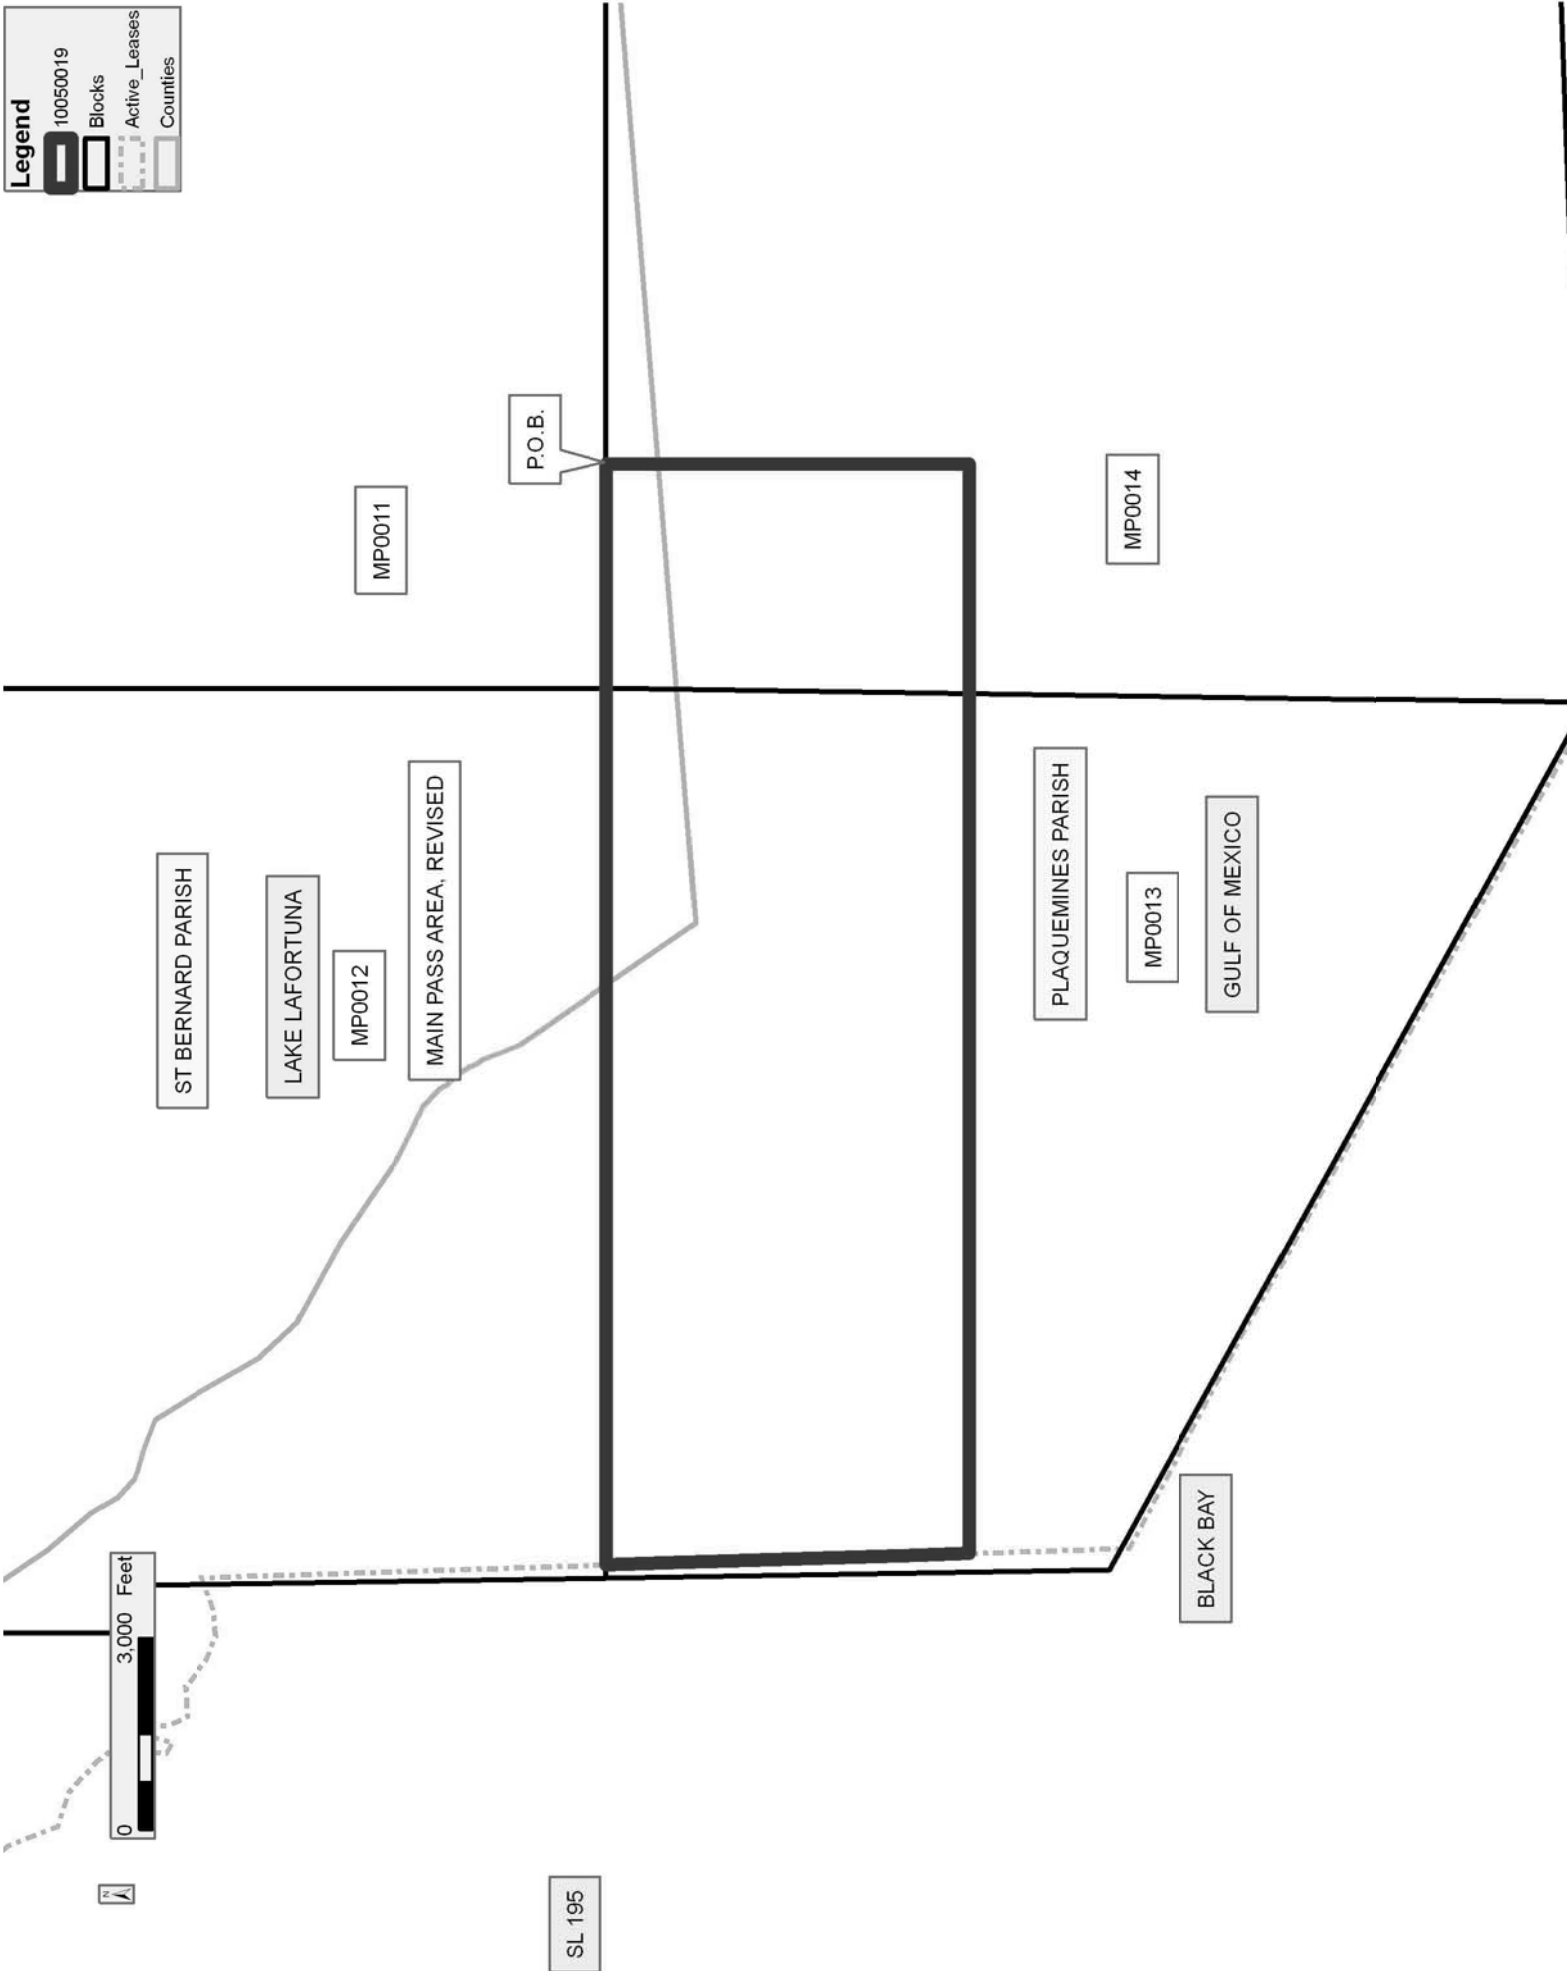 Legend
10050019
Blocks
Active_Leases
Counties
0 3,000 Feet
N
ST BERNARD PARISH
LAKE LAFORTUNA
MP0012
MP0011
MAIN PASS AREA, REVISED
P.O.B.
SL 195
PLAQUEMINES PARISH
MP0014
MP0013
BLACK BAY
GULF OF MEXICO